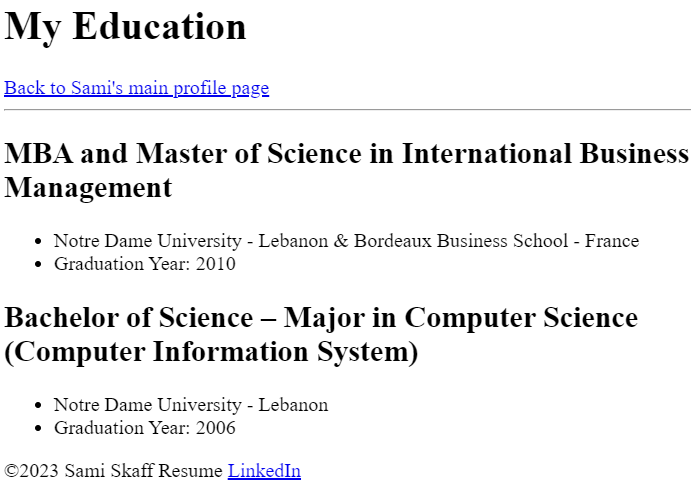 My Education
Back to Sami's main profile page
MBA and Master of Science in International Business
Management
• Notre Dame University - Lebanon & Bordeaux Business School - France
• Graduation Year: 2010
Bachelor of Science – Major in Computer Science
(Computer Information System)
• Notre Dame University - Lebanon
• Graduation Year: 2006
©2023 Sami Skaff Resume LinkedIn